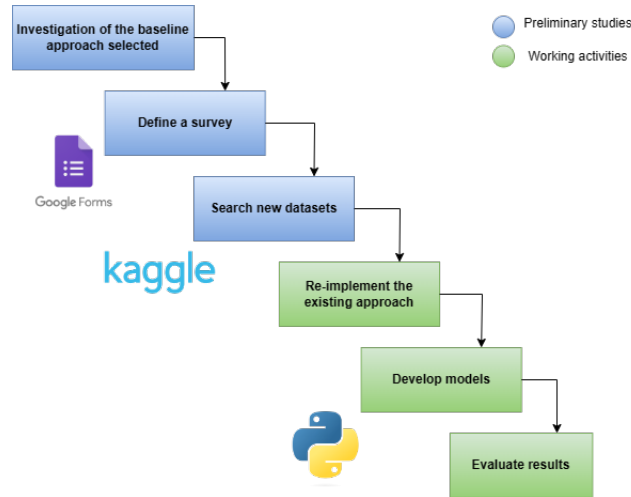 Investigation of the baseline
approach selected
Preliminary studies
Working activities
Define a survey
Google Forms
Search new datasets
kaggle
Re-implement the
existing approach
Develop models
Evaluate results